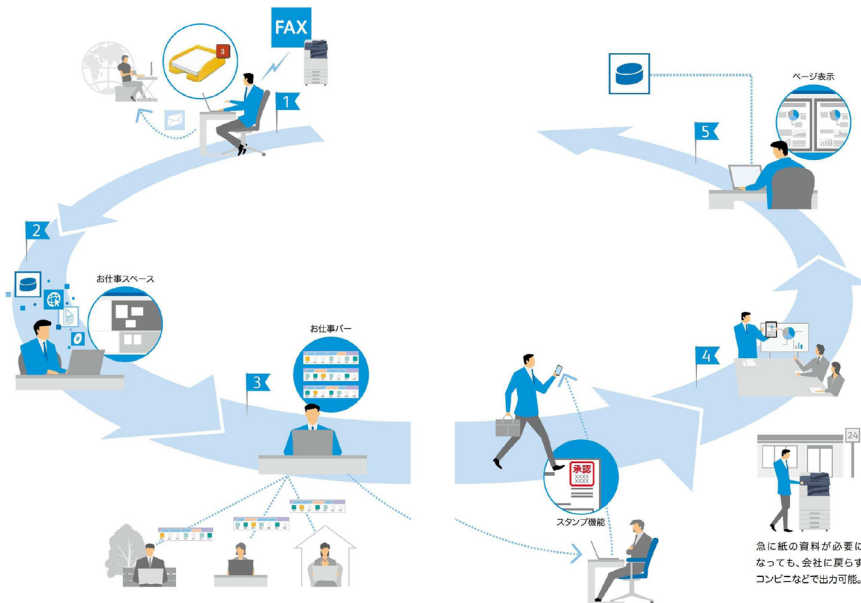 FAX
3
1
2
お仕事スペース
お仕事バー
3
承認
XXXX
XXXX
スタンプ機能
4
24
急に紙の資料が必要に
なっても、会社に戻らず
コンビニなどで出力可能。
5
ページ表示